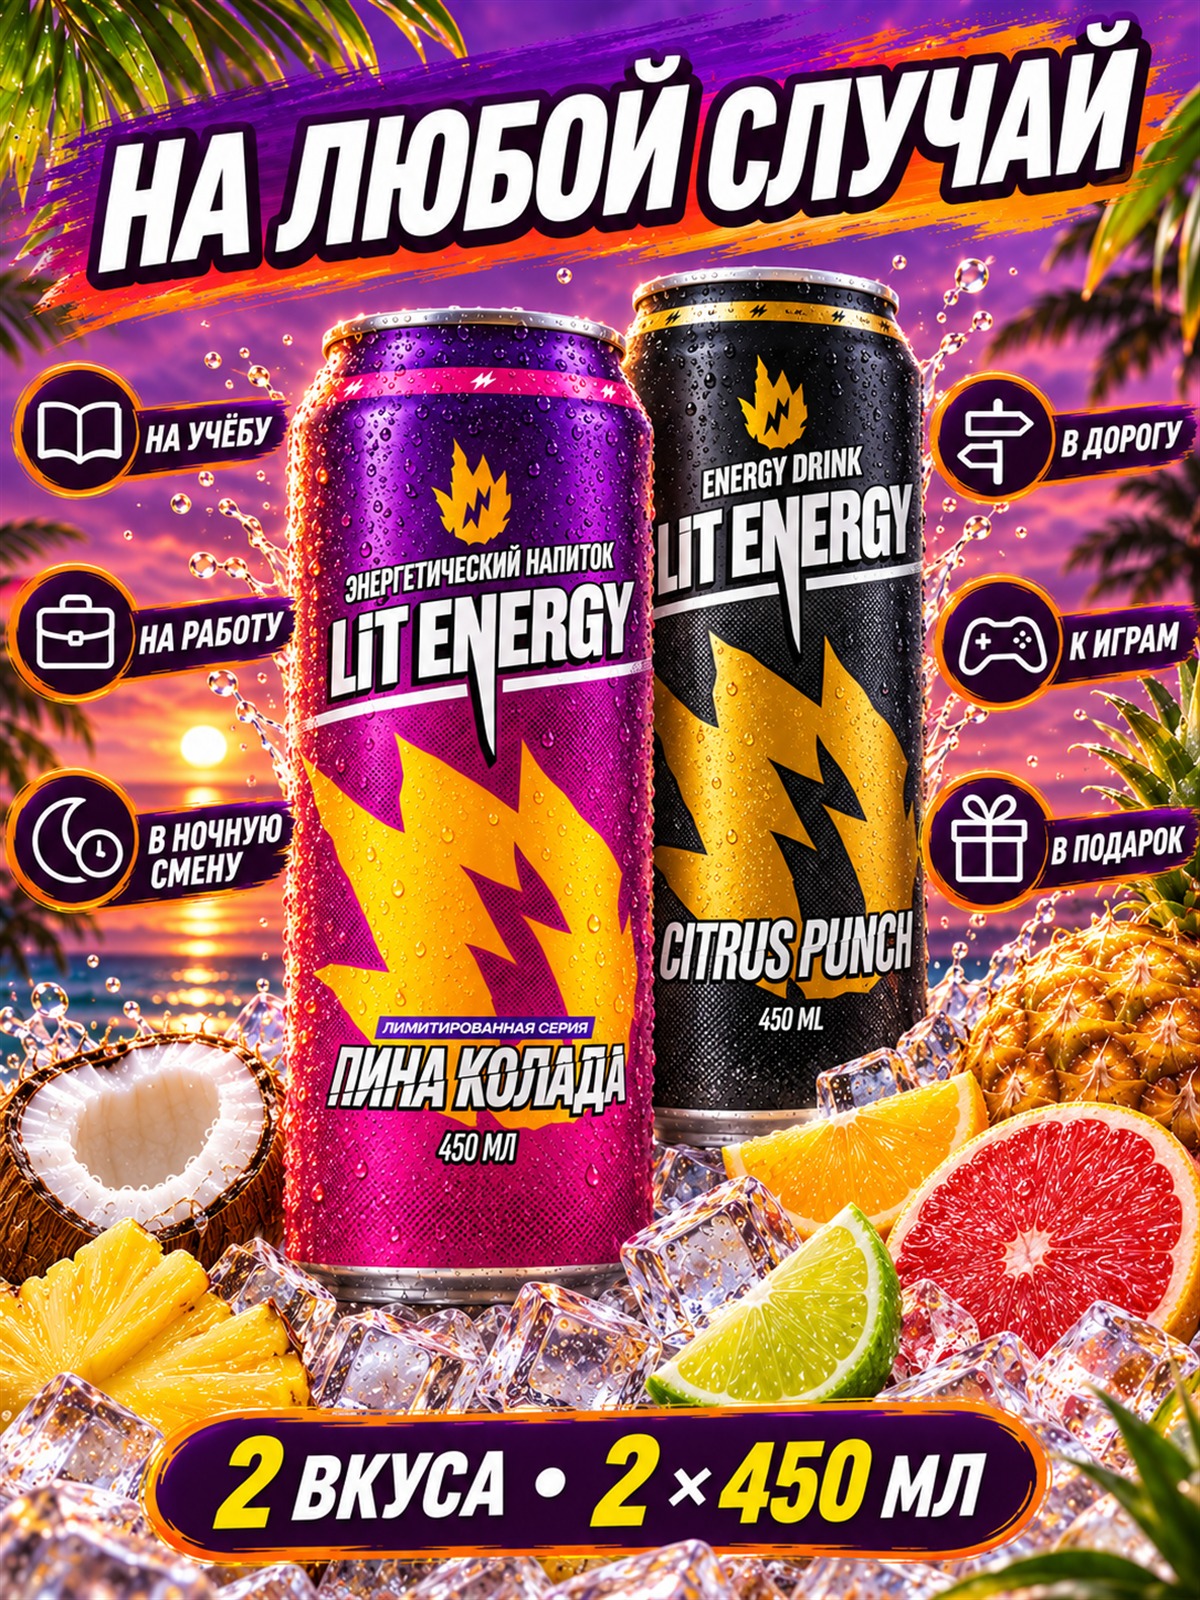 НА ЛЮБОЙ СЛУЧАЙ
НА УЧЁБУ
НА РАБОТУ
В НОЧНУЮ
СМЕНУ
ЭНЕРГЕТИЧЕСКИЙ НАПИТОК
LIT ENERGY
ЛИМИТИРОВАННАЯ СЕРИЯ
ПИНА КОЛАДА
450 МЛ
ENERGY DRINK
LIT ENERGY
CITRUS PUNCH
450 ML
В ДОРОГУ
К ИГРАМ
В ПОДАРОК
2 ВКУСА • 2 × 450 МЛ